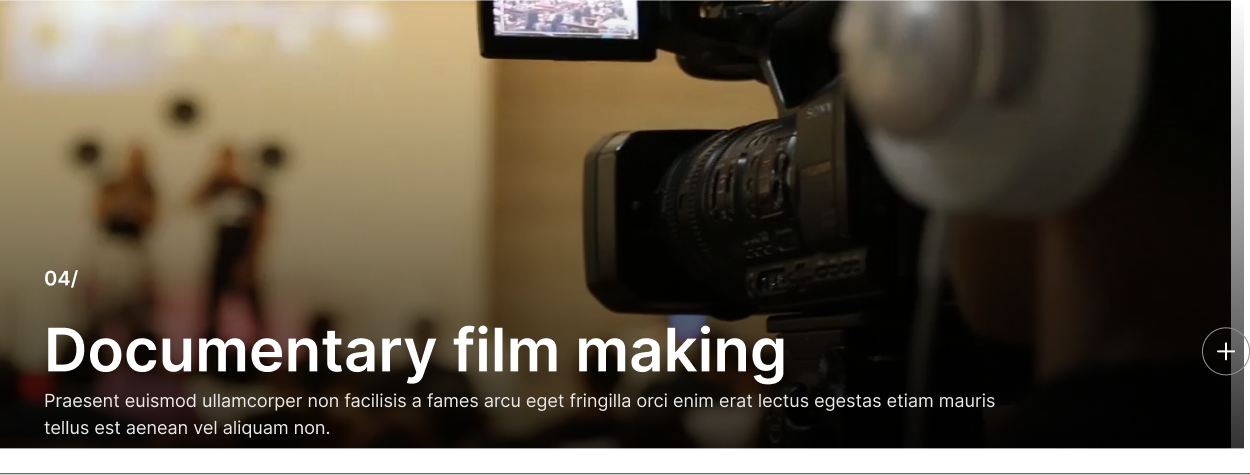 SONY
04/
Documentary film making
Praesent euismod ullamcorper non facilisis a fames arcu eget fringilla orci enim erat lectus egestas etiam mauris
tellus est aenean vel aliquam non.